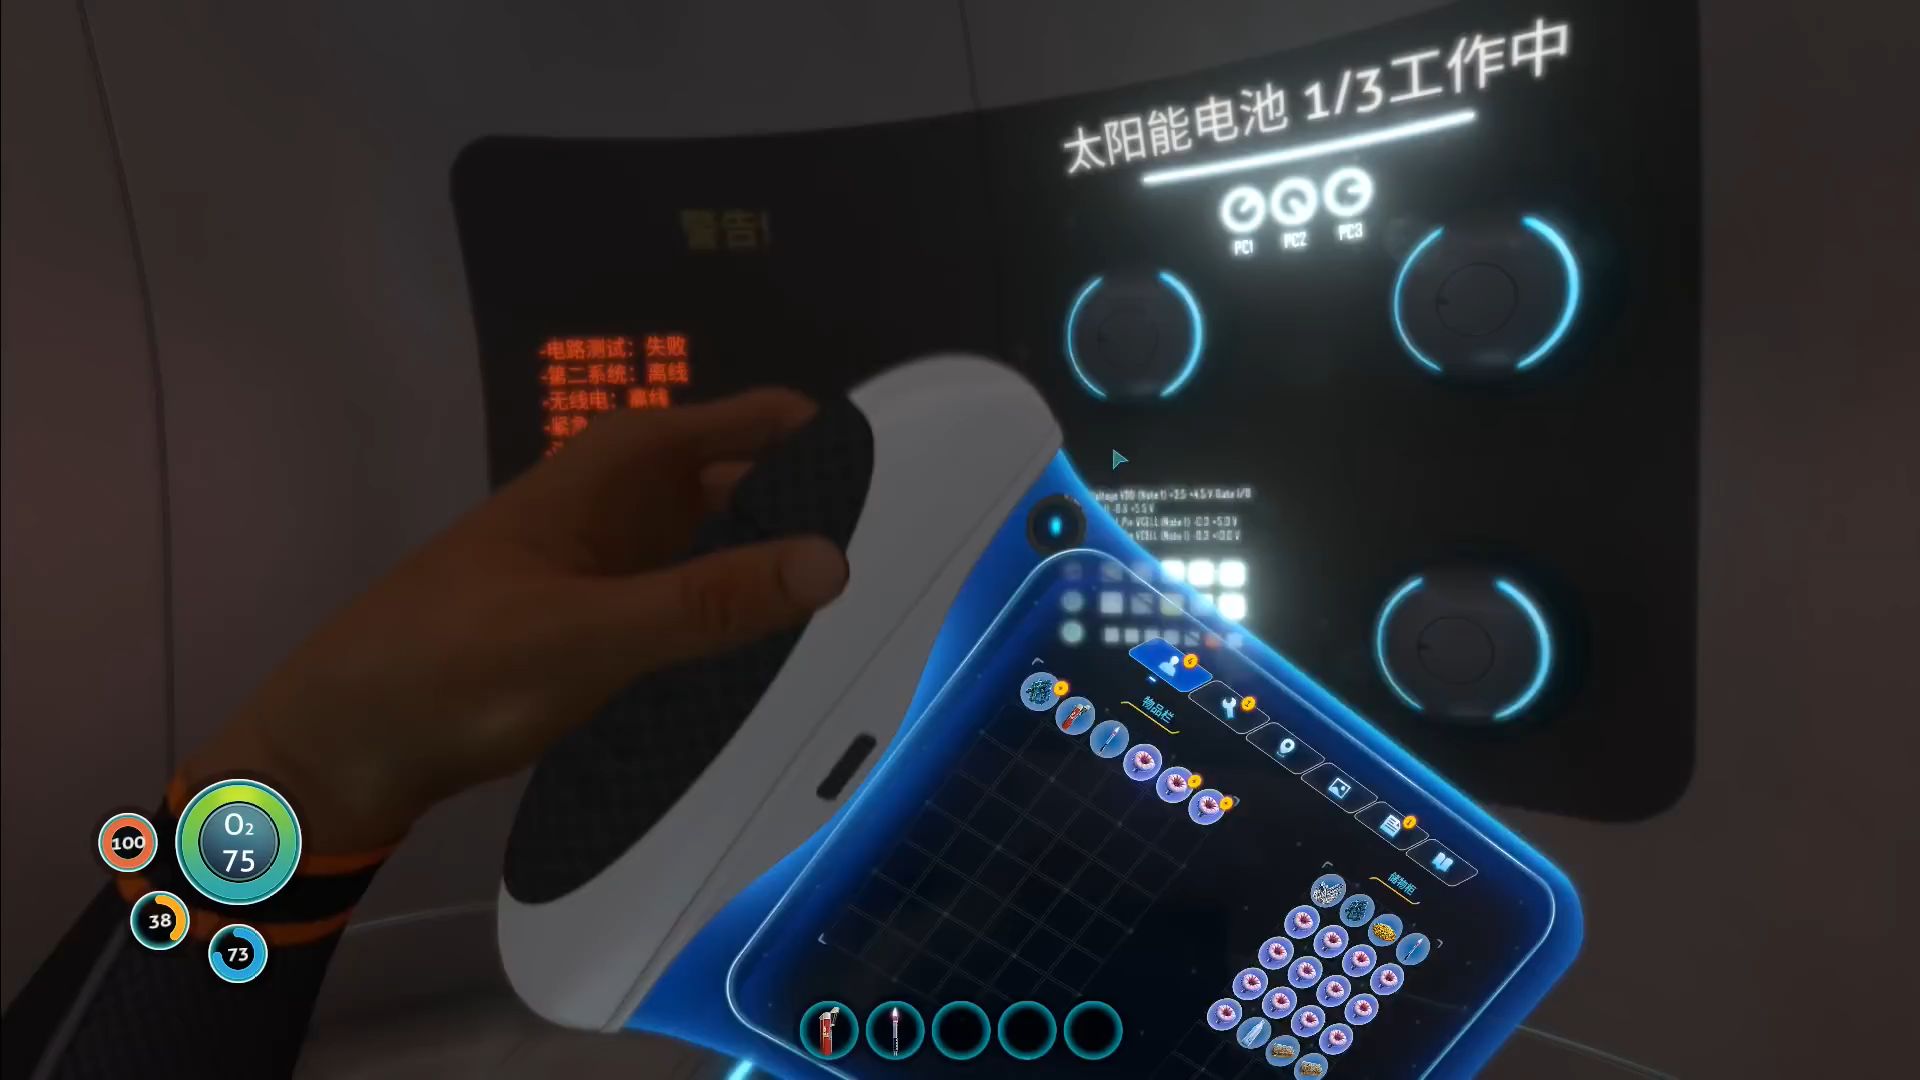 太阳能电池 1/3工作中
PC1 PC2 PC3
警告!
-电路测试: 失败
-第二系统: 离线
-无线电: 离线
-紧急
物品栏
储物柜
100
O₂
75
38
73